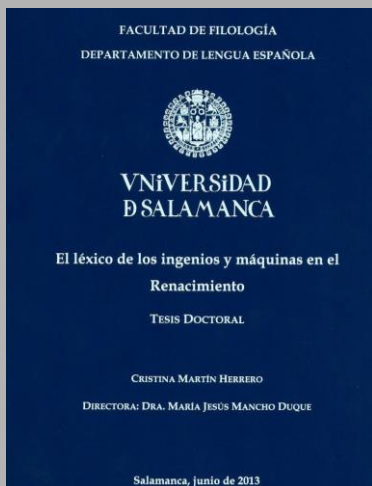 FACULTAD DE FILOLOGÍA
DEPARTAMENTO DE LENGUA ESPAÑOLA
VNiVERSiDAD
D SALAMANCA
El léxico de los ingenios y máquinas en el
Renacimiento
TESIS DOCTORAL
CRISTINA MARTÍN HERRERO
DIRECTORA: DRA. MARÍA JESÚS MANCHO DUQUE
Salamanca, junio de 2013